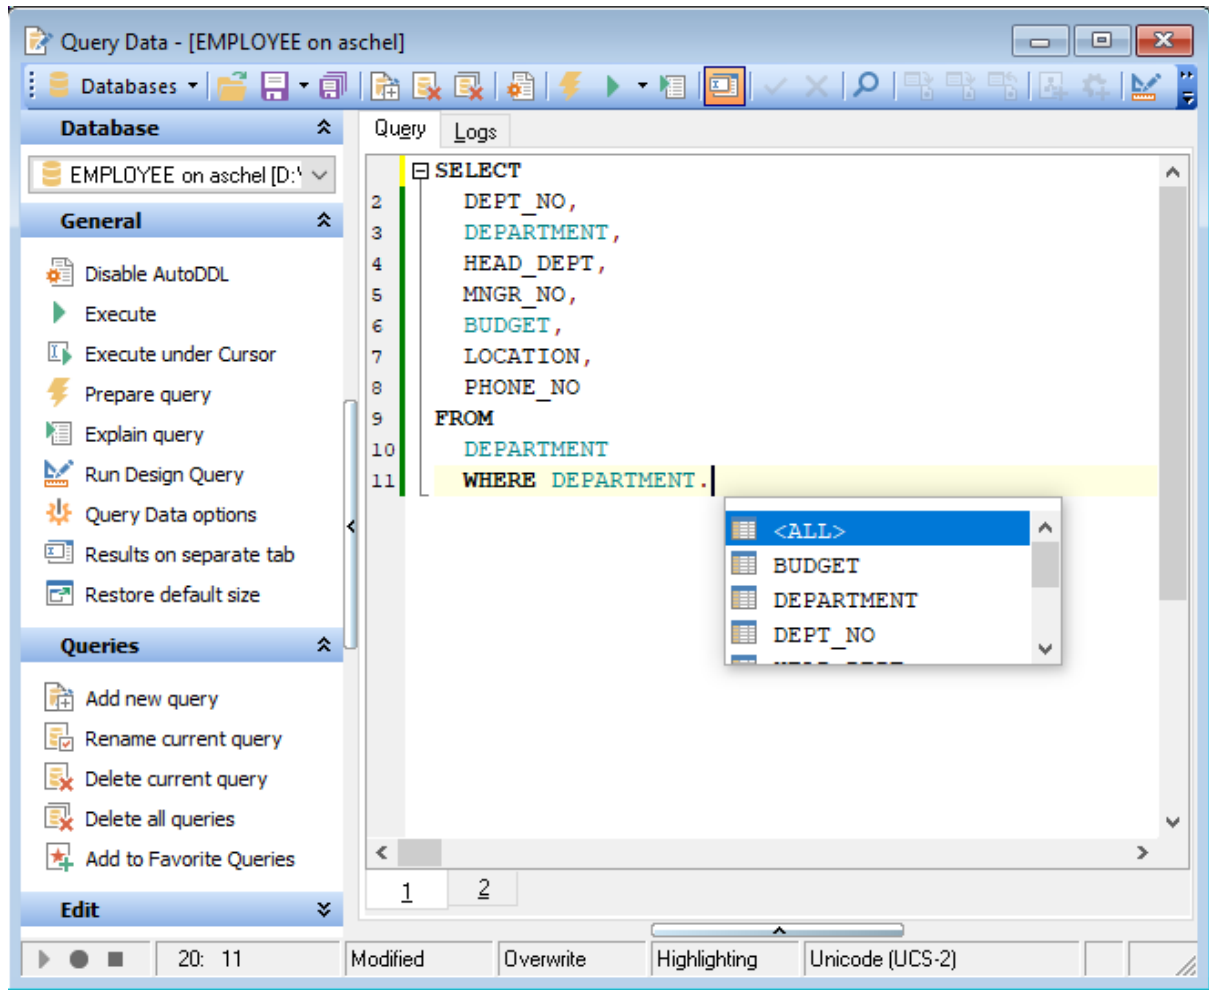 Query Data - [EMPLOYEE on aschel]
Databases
Database
EMPLOYEE on aschel [D:\
General
Disable AutoDDL
Execute
Execute under Cursor
Prepare query
Explain query
Run Design Query
Query Data options
Results on separate tab
Restore default size
Queries
Add new query
Rename current query
Delete current query
Delete all queries
Add to Favorite Queries
Edit
Query Logs
SELECT
2 DEPT_NO,
3 DEPARTMENT,
4 HEAD_DEPT,
5 MNGR_NO,
6 BUDGET,
7 LOCATION,
8 PHONE_NO
9 FROM
10 DEPARTMENT
11 WHERE DEPARTMENT.
<ALL>
BUDGET
DEPARTMENT
DEPT_NO
1 2
20: 11 Modified Overwrite Highlighting Unicode (UCS-2)